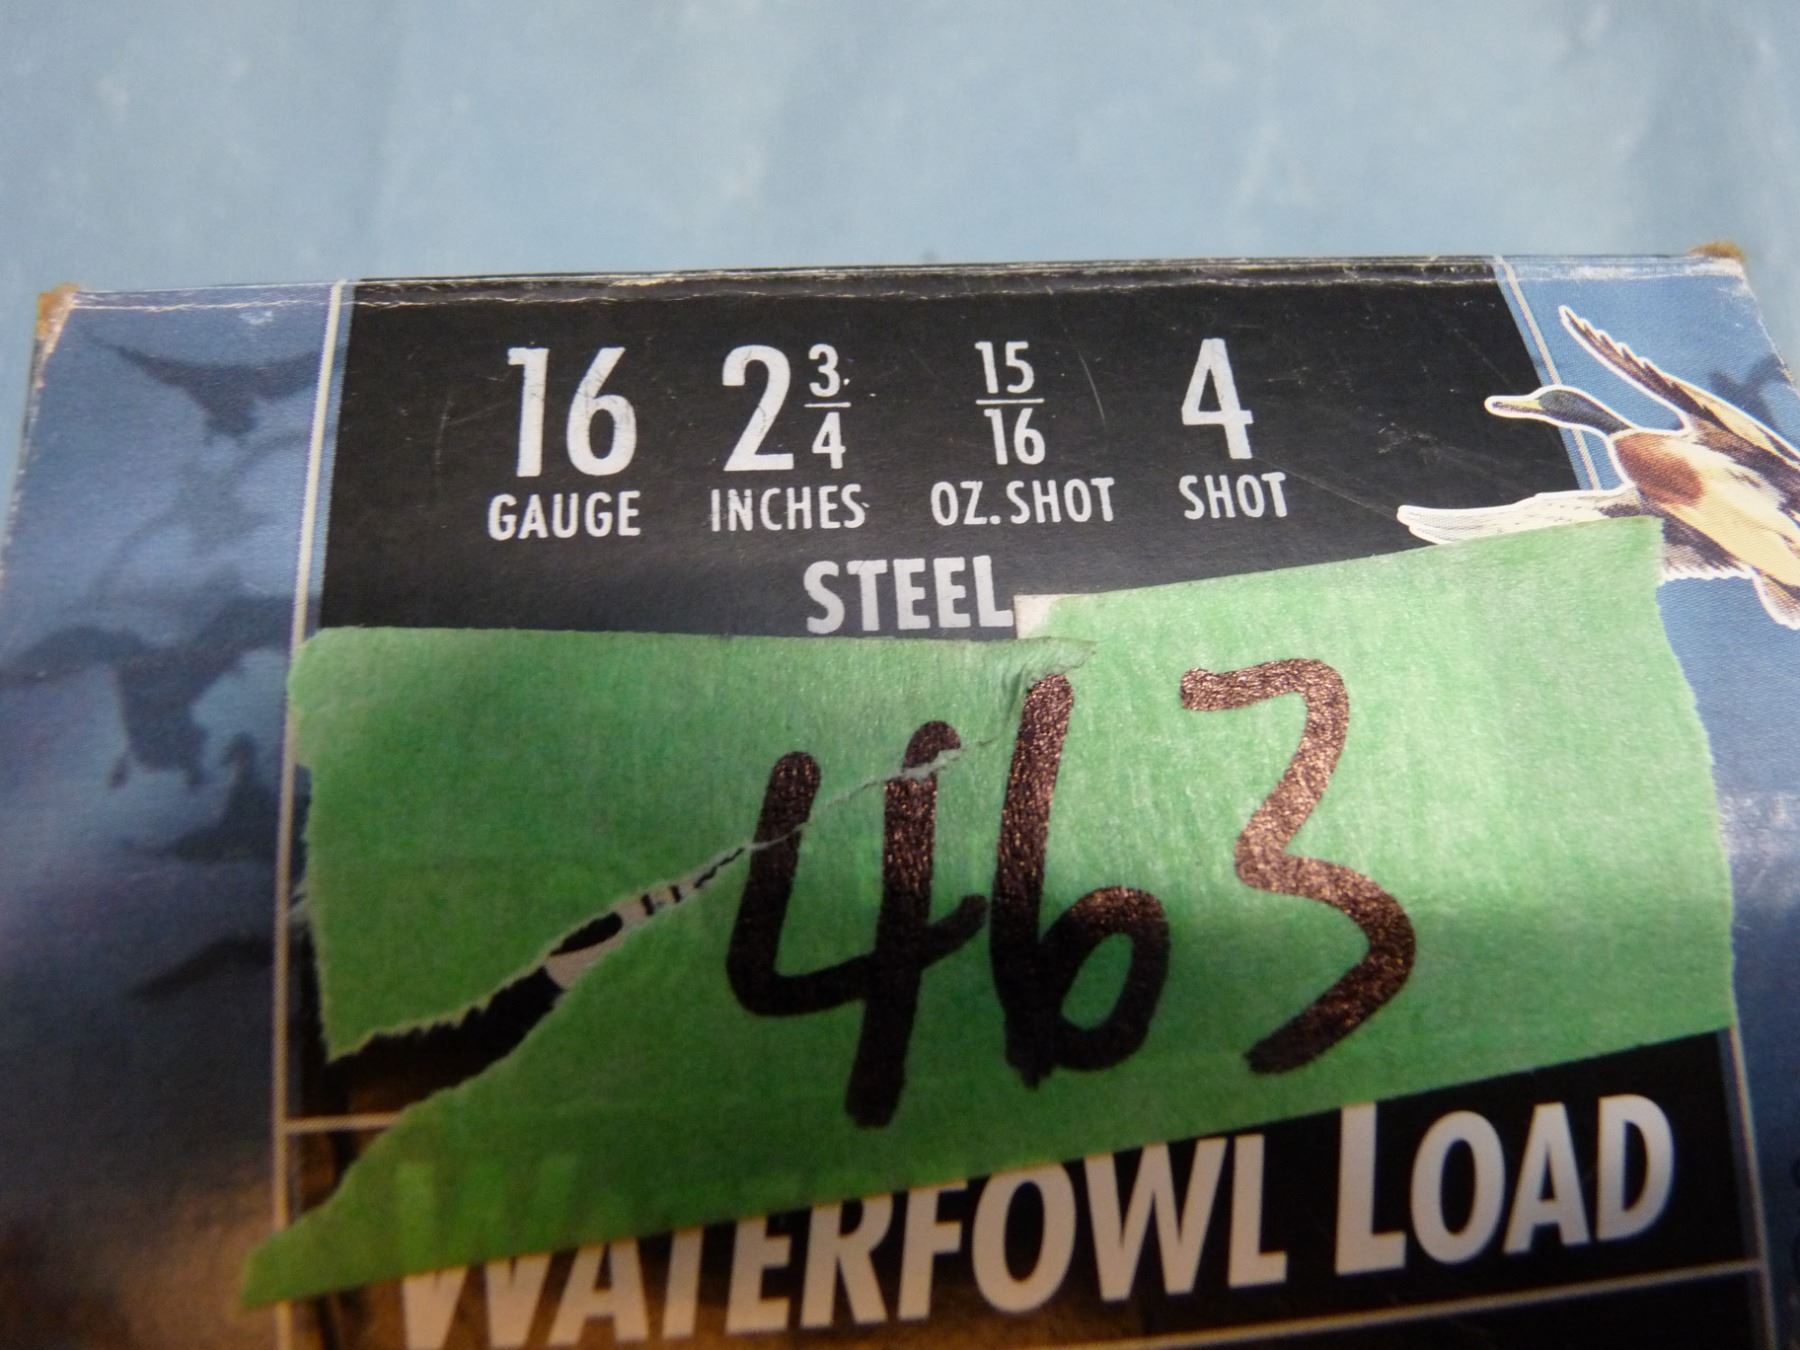 16 2 3/4 15/16 4
GAUGE INCHES OZ. SHOT SHOT
STEEL
463
WATERFOWL LOAD